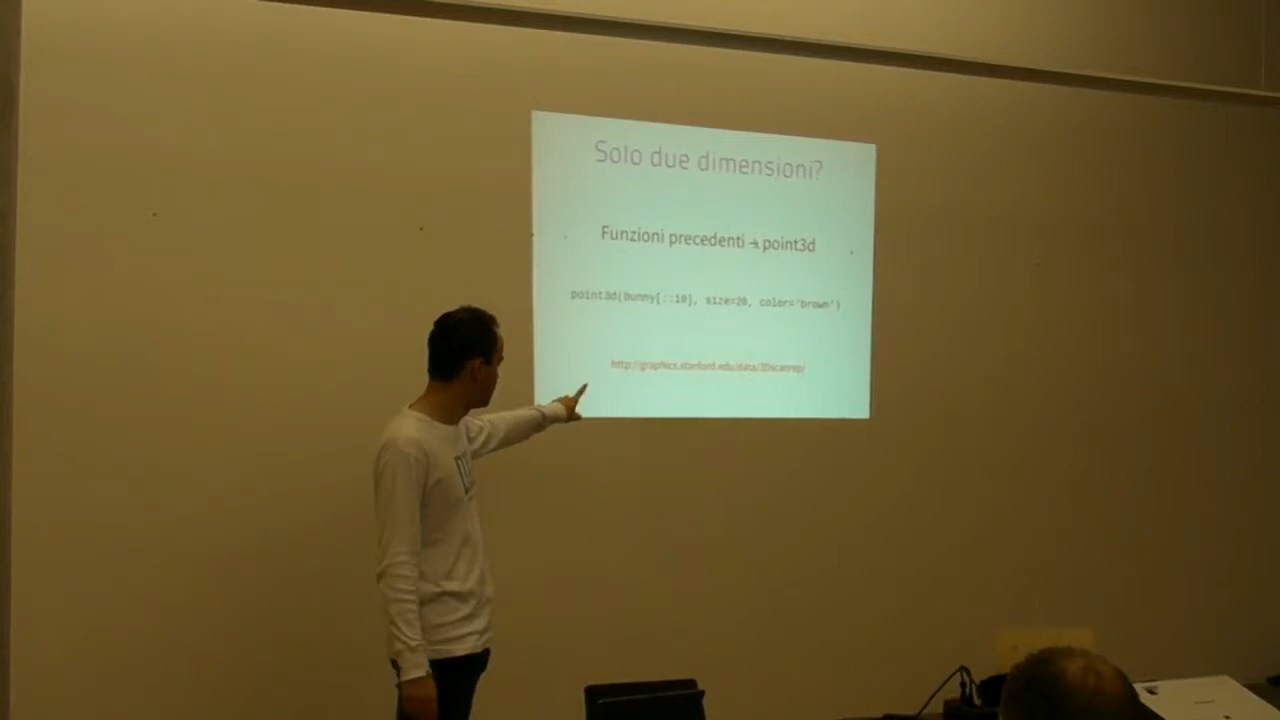 Solo due dimensioni?
Funzioni precedenti → point3d
point3d(bunny[::10], size=20, color='brown')
http://graphics.stanford.edu/data/3Dscanrep/